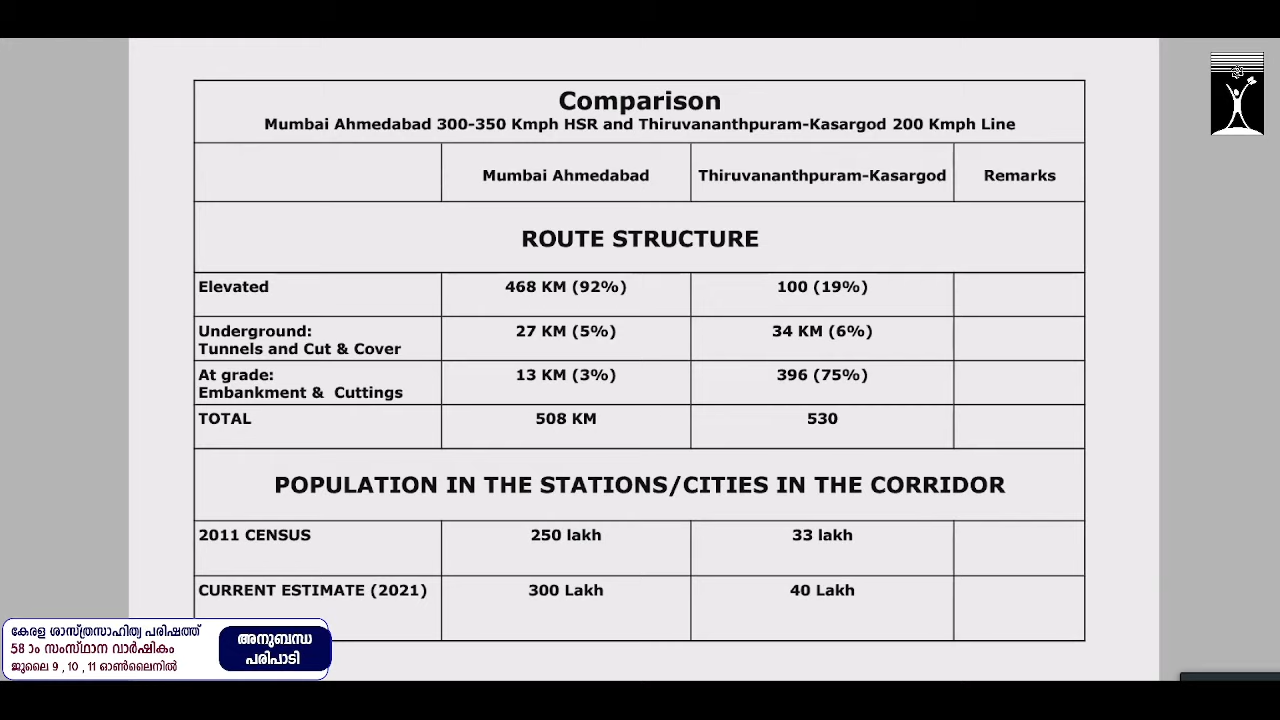 Comparison
Mumbai Ahmedabad 300-350 Kmph HSR and Thiruvananthpuram-Kasargod 200 Kmph Line
Mumbai Ahmedabad Thiruvananthpuram-Kasargod Remarks
ROUTE STRUCTURE
Elevated 468 KM (92%) 100 (19%)
Underground: 27 KM (5%) 34 KM (6%)
Tunnels and Cut & Cover
At grade: 13 KM (3%) 396 (75%)
Embankment & Cuttings
TOTAL 508 KM 530
POPULATION IN THE STATIONS/CITIES IN THE CORRIDOR
2011 CENSUS 250 lakh 33 lakh
CURRENT ESTIMATE (2021) 300 Lakh 40 Lakh
കേരള ശാസ്ത്രസാഹിത്യ പരിഷത്ത്
58 ാം സംസ്ഥാന വാർഷികം
ജൂലൈ 9 , 10 , 11 ഓൺലൈനിൽ
അനുബന്ധ
പരിപാടി